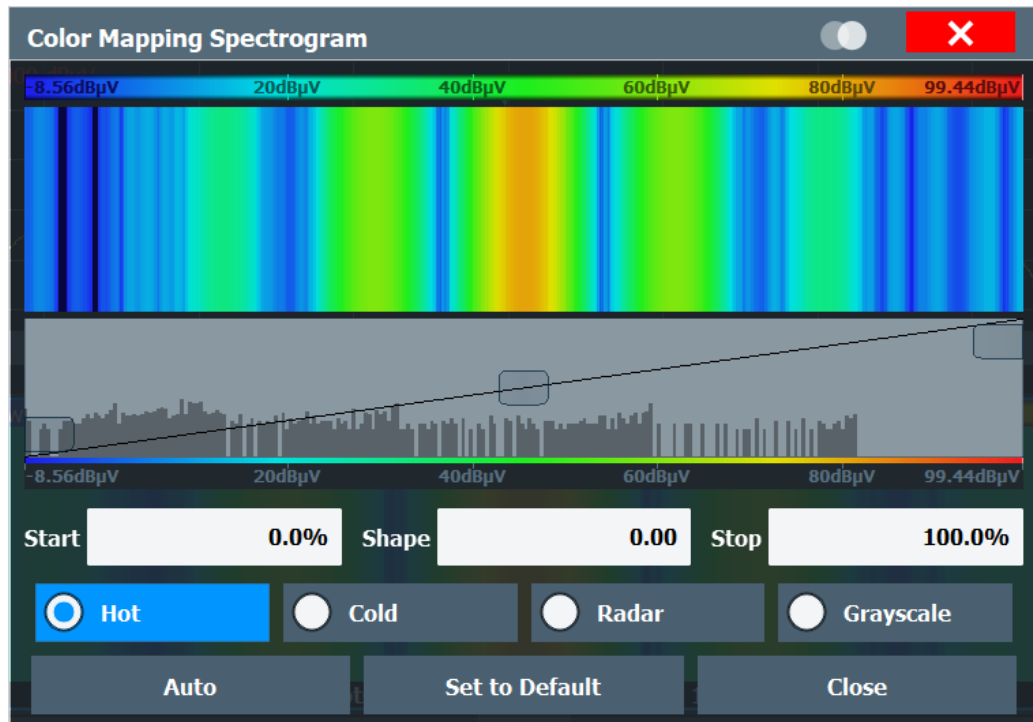 Color Mapping Spectrogram
-8.56dBµV 20dBµV 40dBµV 60dBµV 80dBµV 99.44dBµV
-8.56dBµV 20dBµV 40dBµV 60dBµV 80dBµV 99.44dBµV
Start 0.0% Shape 0.00 Stop 100.0%
Hot Cold Radar Grayscale
Auto Set to Default Close